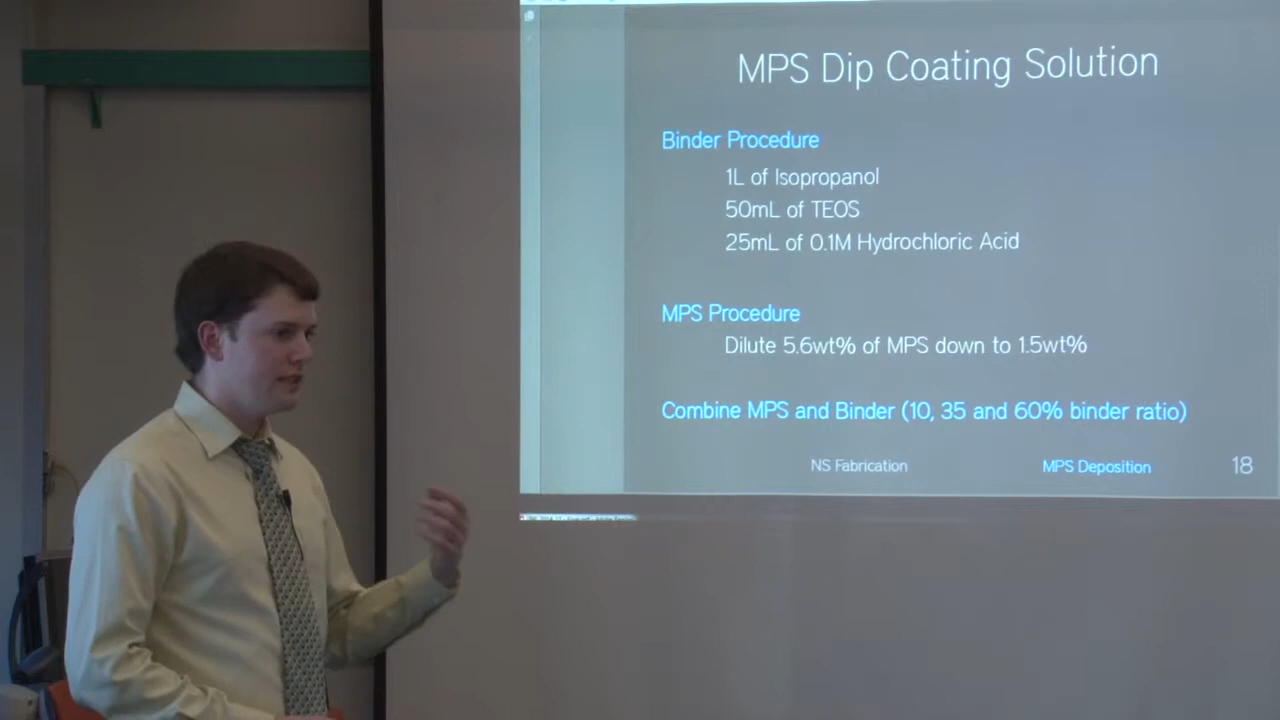 MPS Dip Coating Solution
Binder Procedure
1L of Isopropanol
50mL of TEOS
25mL of 0.1M Hydrochloric Acid
MPS Procedure
Dilute 5.6wt% of MPS down to 1.5wt%
Combine MPS and Binder (10, 35 and 60% binder ratio)
NS Fabrication MPS Deposition 18